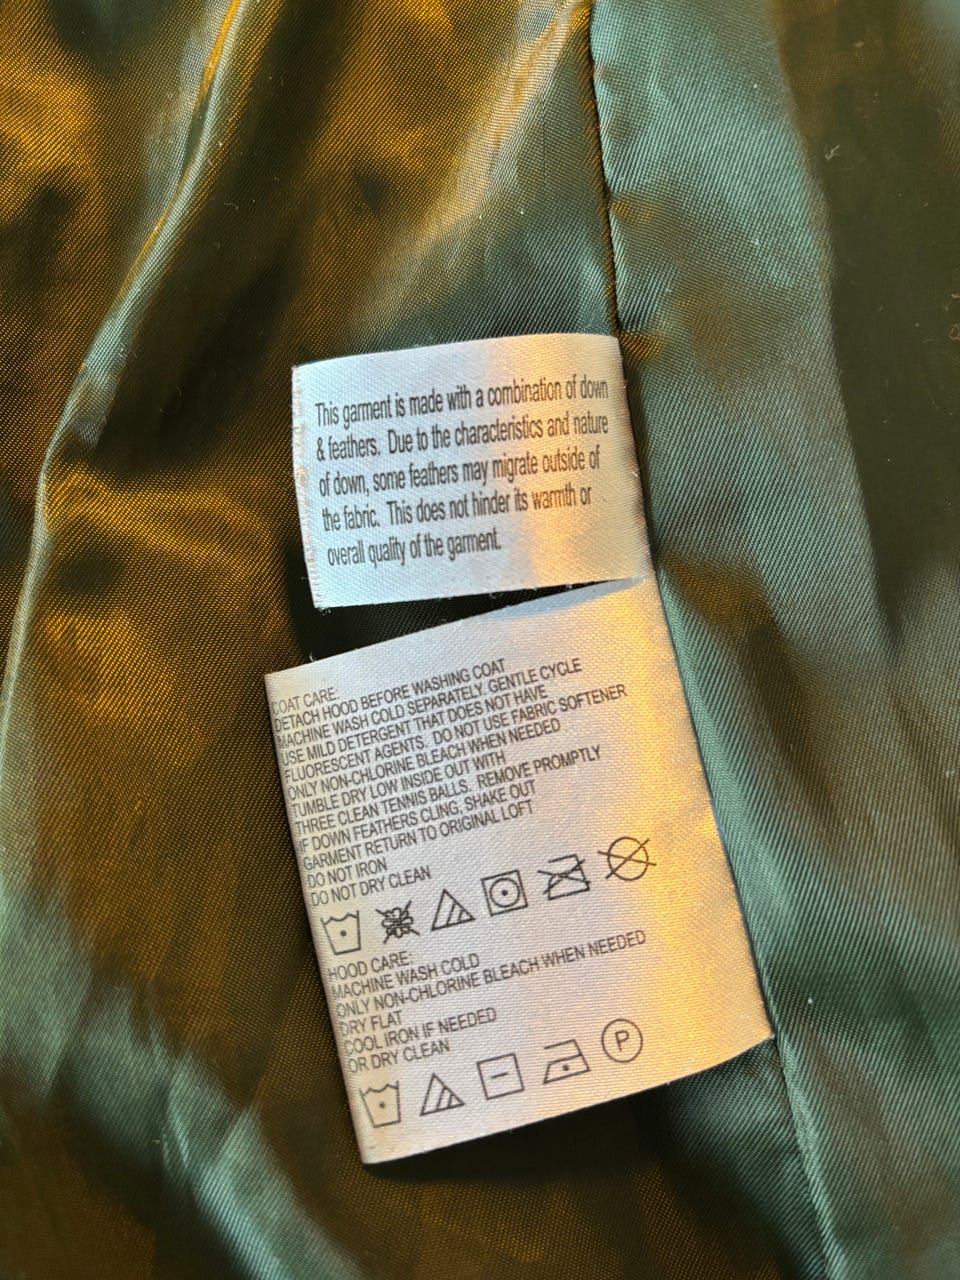 This garment is made with a combination of down
& feathers. Due to the characteristics and nature
of down, some feathers may migrate outside of
the fabric. This does not hinder its warmth or
overall quality of the garment.
COAT CARE:
DETACH HOOD BEFORE WASHING COAT
MACHINE WASH COLD SEPARATELY. GENTLE CYCLE
USE MILD DETERGENT THAT DOES NOT HAVE
FLUORESCENT AGENTS. DO NOT USE FABRIC SOFTENER
ONLY NON-CHLORINE BLEACH WHEN NEEDED
TUMBLE DRY LOW INSIDE OUT WITH
THREE CLEAN TENNIS BALLS. REMOVE PROMPTLY
IF DOWN FEATHERS CLING, SHAKE OUT
GARMENT RETURN TO ORIGINAL LOFT
DO NOT IRON
DO NOT DRY CLEAN
HOOD CARE:
MACHINE WASH COLD
ONLY NON-CHLORINE BLEACH WHEN NEEDED
DRY FLAT
COOL IRON IF NEEDED
OR DRY CLEAN
P